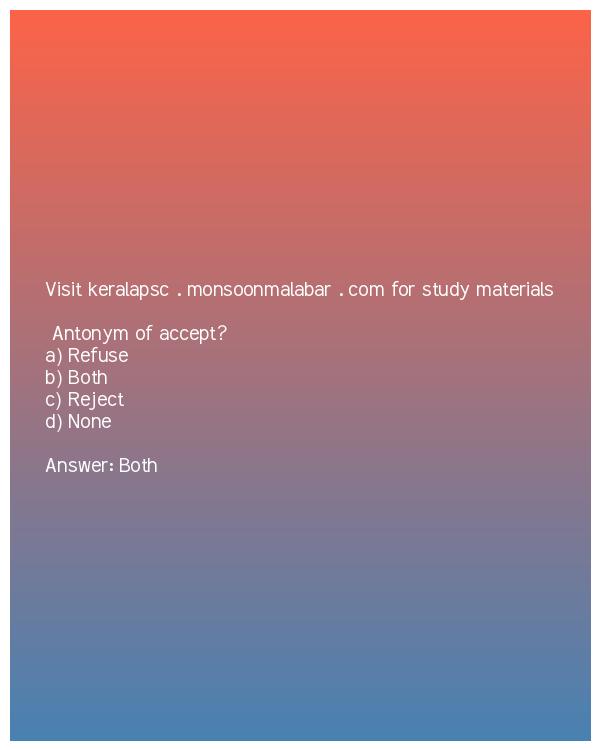 Visit keralapsc . monsoonmalabar . com for study materials
Antonym of accept?
a) Refuse
b) Both
c) Reject
d) None
Answer: Both